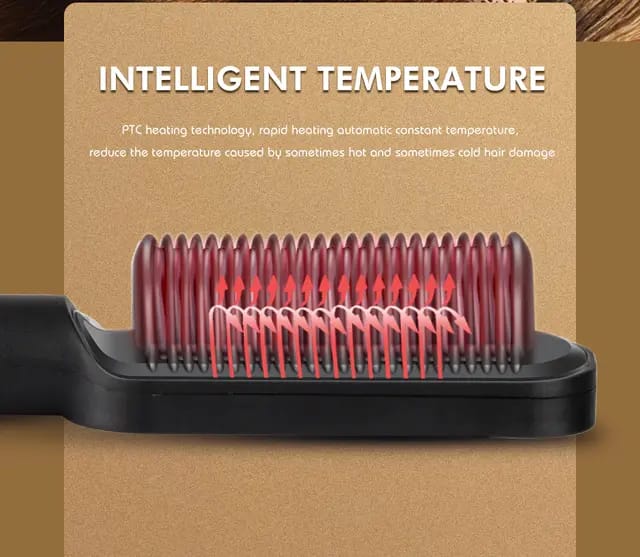 INTELLIGENT TEMPERATURE
PTC heating technology, rapid heating automatic constant temperature,
reduce the temperature caused by sometimes hot and sometimes cold hair damage